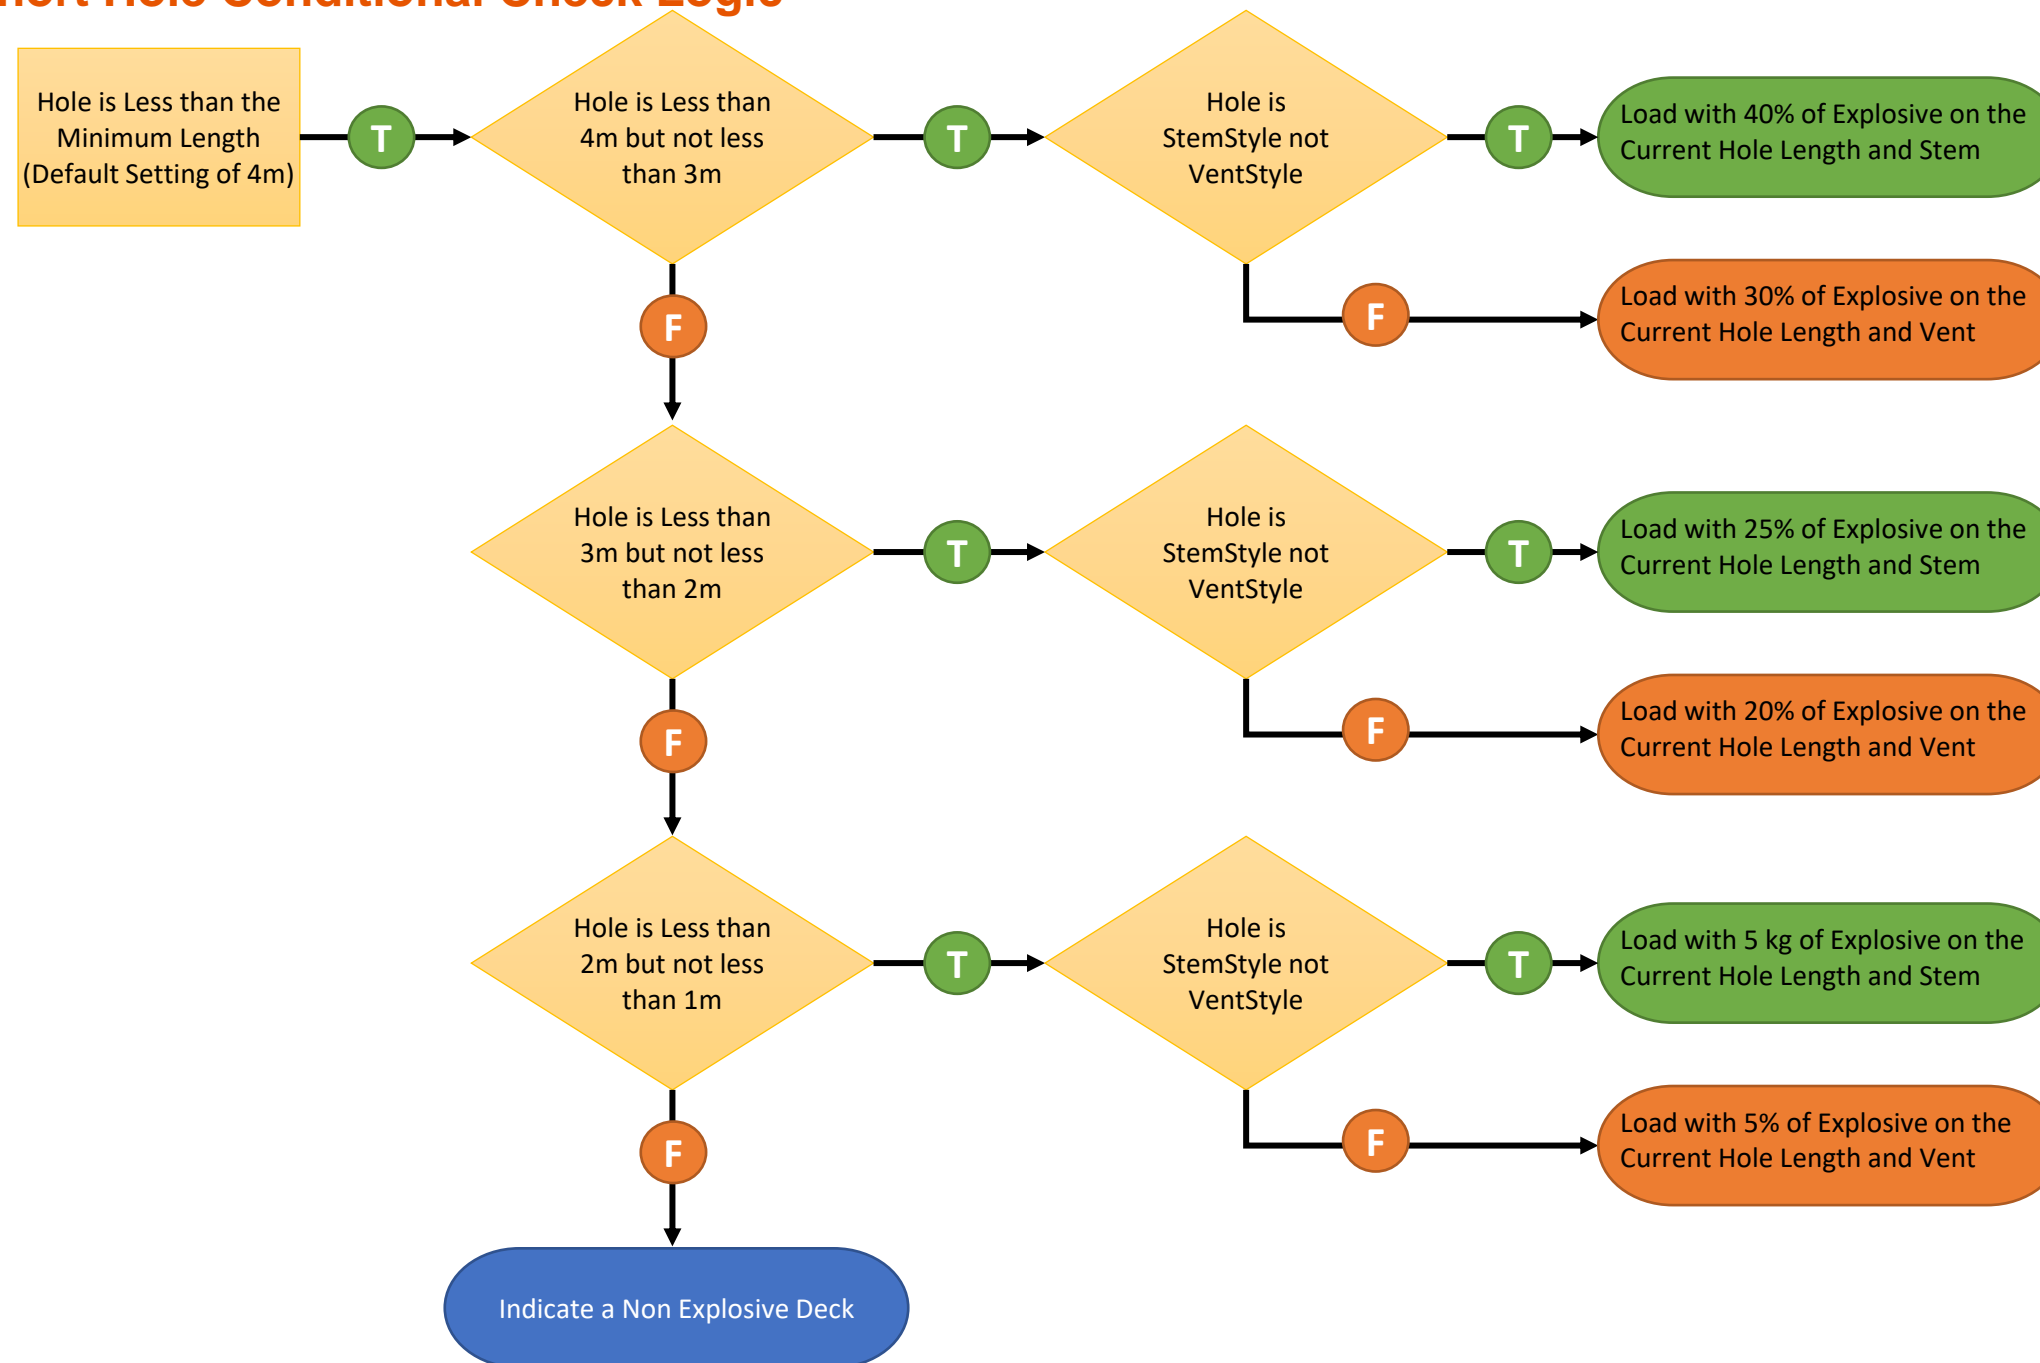 Short Hole Conditional Check Logic
Hole is Less than the
Minimum Length
(Default Setting of 4m)
T
Hole is Less than
4m but not less
than 3m
T
Hole is
StemStyle not
VentStyle
T
Load with 40% of Explosive on the
Current Hole Length and Stem
F
F
Load with 30% of Explosive on the
Current Hole Length and Vent
Hole is Less than
3m but not less
than 2m
T
Hole is
StemStyle not
VentStyle
T
Load with 25% of Explosive on the
Current Hole Length and Stem
F
F
Load with 20% of Explosive on the
Current Hole Length and Vent
Hole is Less than
2m but not less
than 1m
T
Hole is
StemStyle not
VentStyle
T
Load with 5 kg of Explosive on the
Current Hole Length and Stem
F
F
Load with 5% of Explosive on the
Current Hole Length and Vent
Indicate a Non Explosive Deck